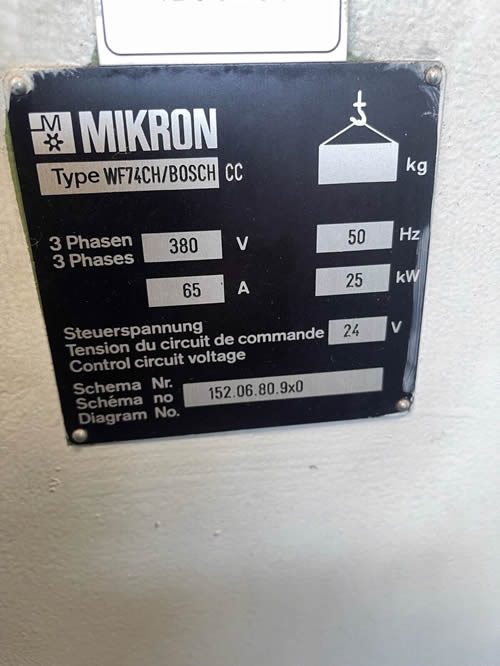 M MIKRON
Type WF74CH/BOSCH CC
kg
3 Phasen
3 Phases
380 V
50 Hz
65 A
25 kW
Steuerspannung
Tension du circuit de commande
Control circuit voltage
24 V
Schema Nr.
Schéma no
Diagram No.
152.06.80.9x0